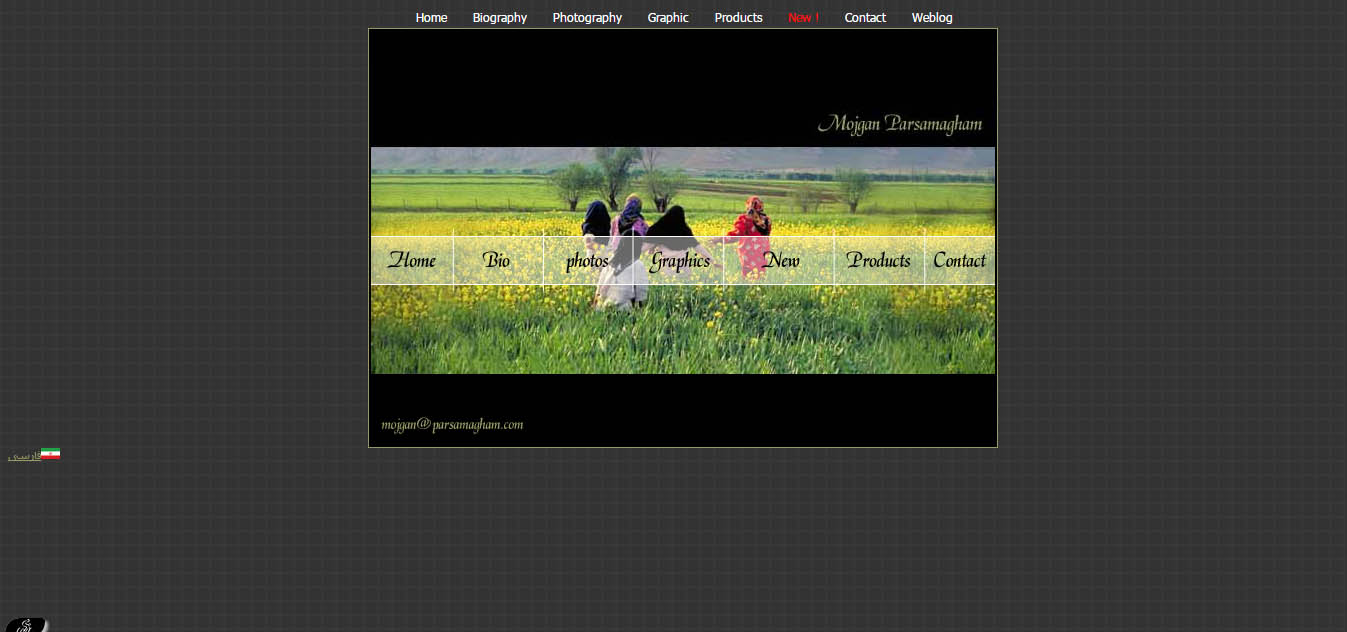 Home Biography Photography Graphic Products New ! Contact Weblog
Mojgan Parsamagham
Home Bio photos Graphics New Products Contact
mojgan@parsamagham.com
فارسی